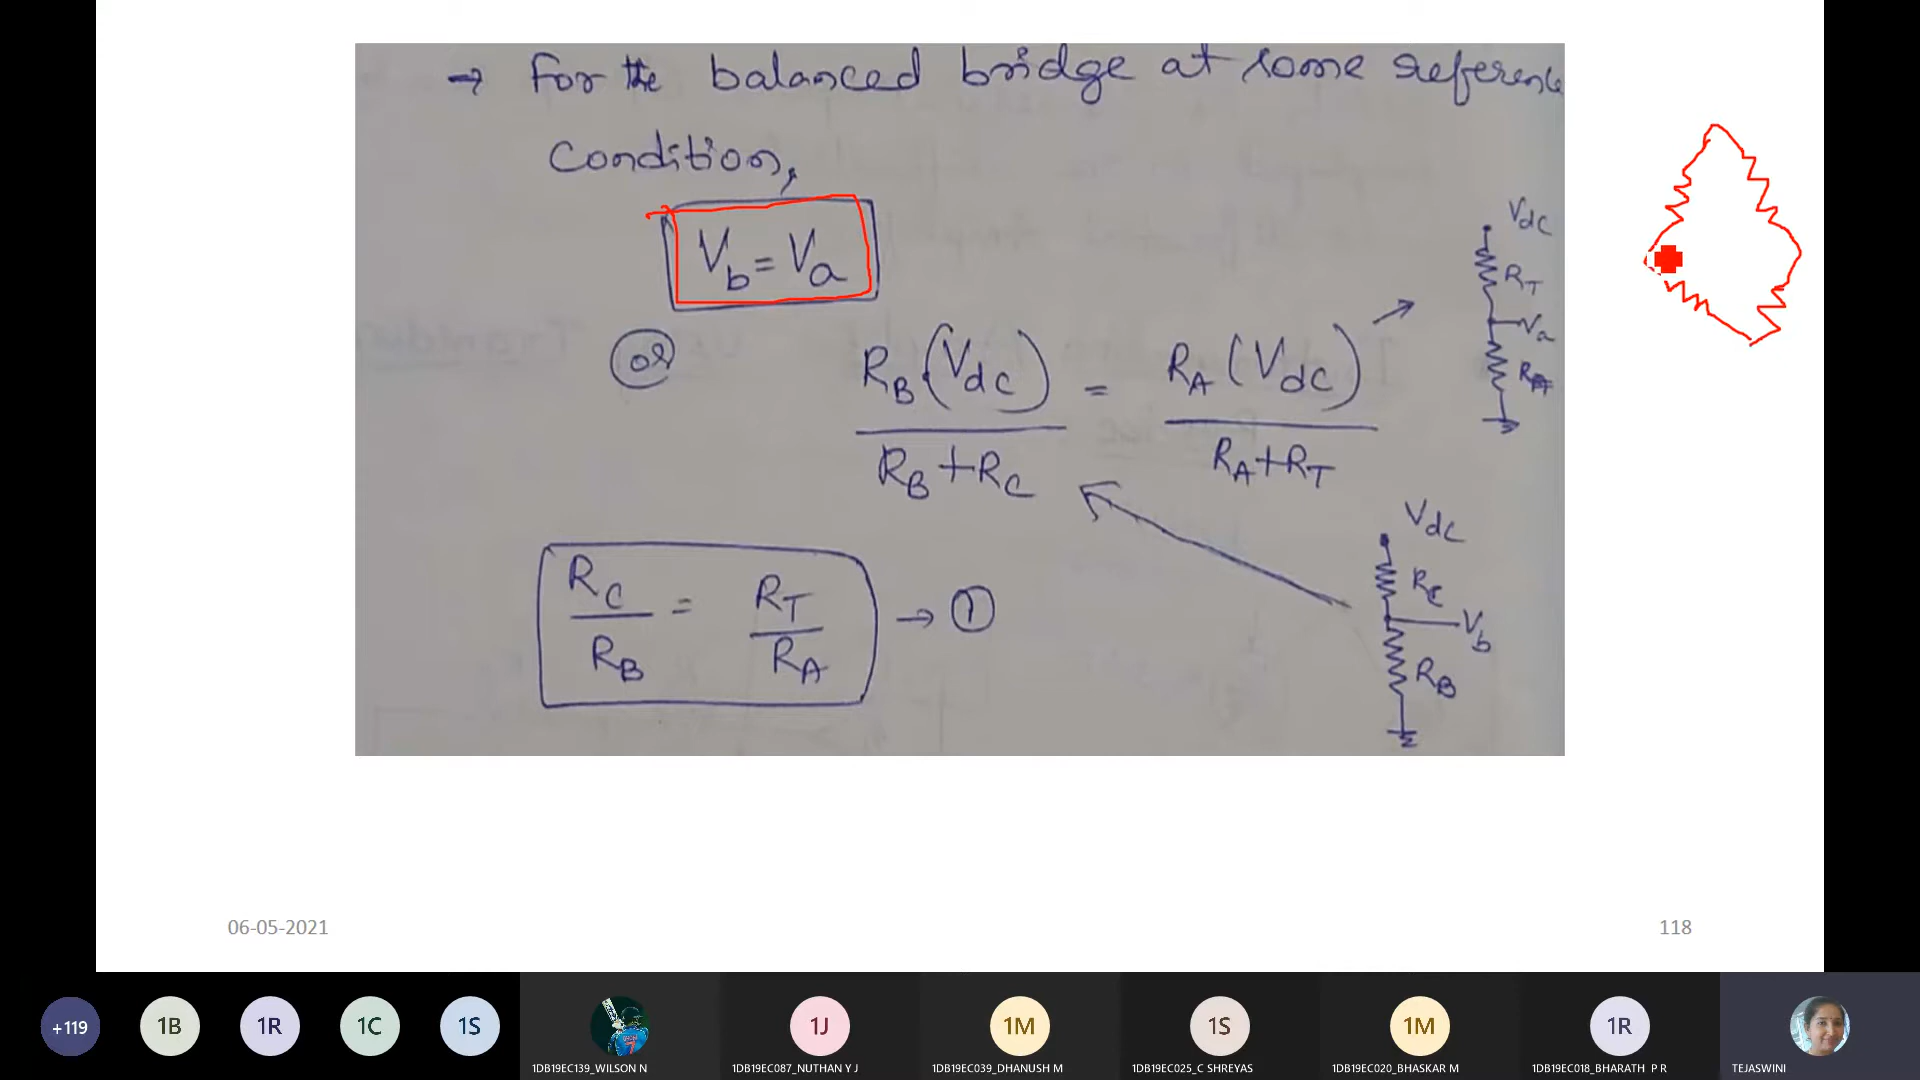 → For the balanced bridge at some reference
Condition,
Vb = Va
or
RB(Vdc) / RB+RC = RA(Vdc) / RA+RT
RC / RB = RT / RA → 1
Vdc
RT
Va
RA
Vdc
RC
Vb
RB
06-05-2021
118
+119
1B
1R
1C
1S
1J
1M
1S
1M
1R
1DB19EC139_WILSON N
1DB19EC087_NUTHAN Y J
1DB19EC039_DHANUSH M
1DB19EC025_C SHREYAS
1DB19EC020_BHASKAR M
1DB19EC018_BHARATH P R
TEJASWINI